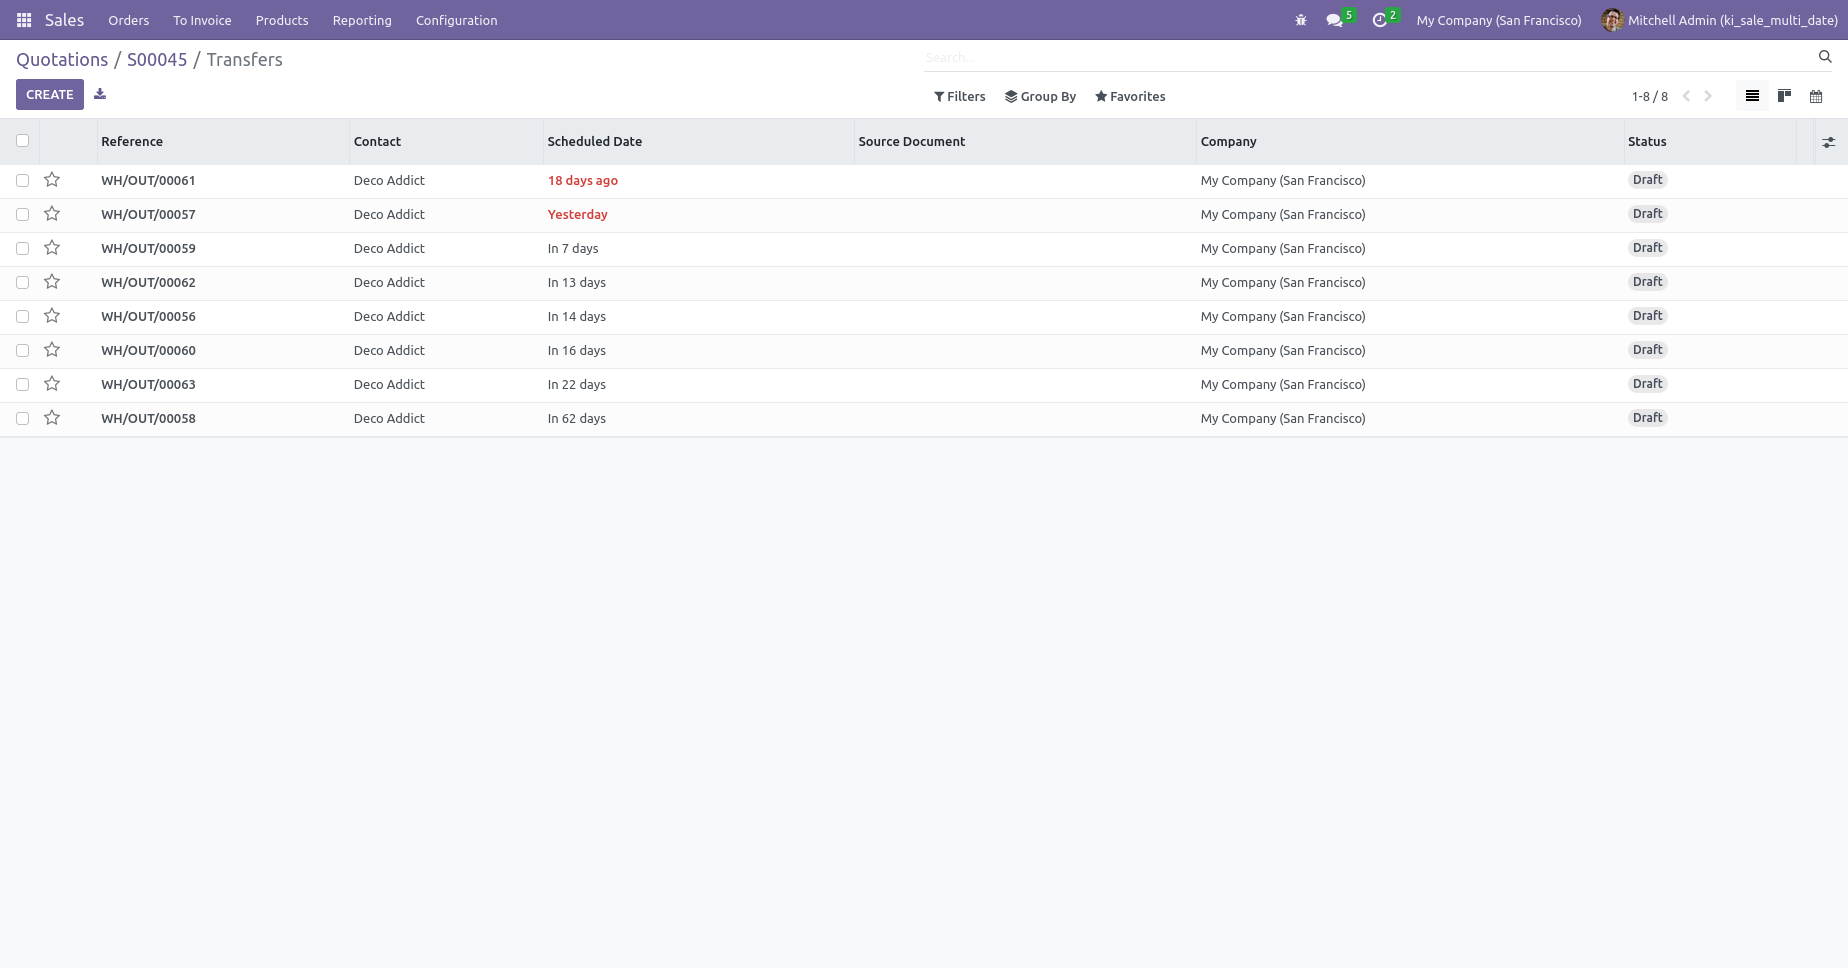 Sales Orders To Invoice Products Reporting Configuration 5 2 My Company (San Francisco) Mitchell Admin (ki_sale_multi_date)
Quotations / S00045 / Transfers Search...
CREATE Filters Group By Favorites 1-8 / 8
Reference Contact Scheduled Date Source Document Company Status
WH/OUT/00061 Deco Addict 18 days ago My Company (San Francisco) Draft
WH/OUT/00057 Deco Addict Yesterday My Company (San Francisco) Draft
WH/OUT/00059 Deco Addict In 7 days My Company (San Francisco) Draft
WH/OUT/00062 Deco Addict In 13 days My Company (San Francisco) Draft
WH/OUT/00056 Deco Addict In 14 days My Company (San Francisco) Draft
WH/OUT/00060 Deco Addict In 16 days My Company (San Francisco) Draft
WH/OUT/00063 Deco Addict In 22 days My Company (San Francisco) Draft
WH/OUT/00058 Deco Addict In 62 days My Company (San Francisco) Draft